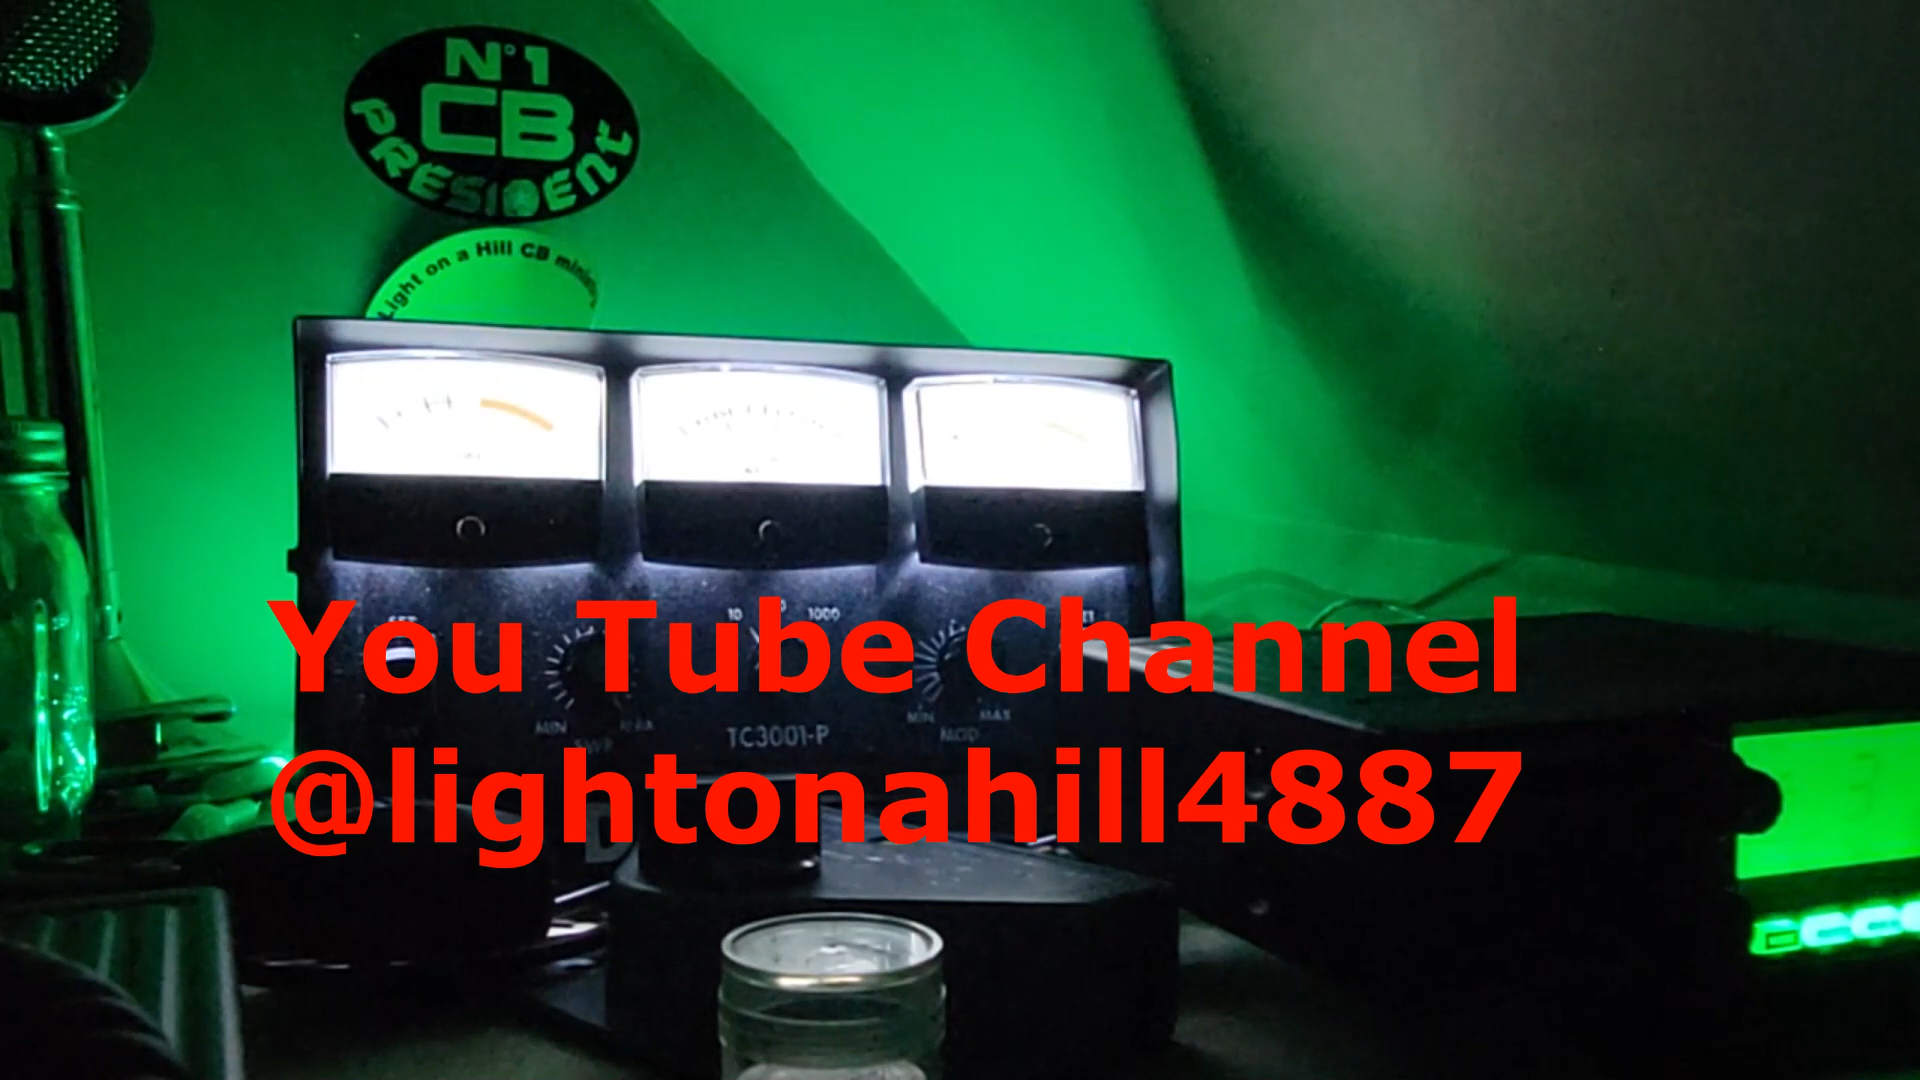 N°1
CB
PRESIDENT
Light on a Hill CB
10 1000
MIN MAX
MIN MAX
MOD
SWR
TC3001-P
You Tube Channel
@lightonahill4887